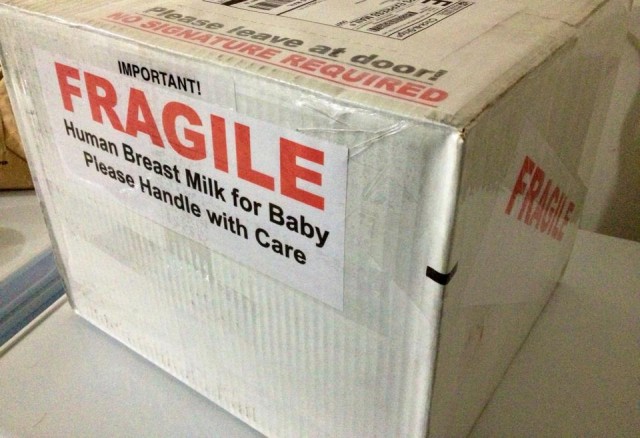 Please leave at door!
NO SIGNATURE REQUIRED
IMPORTANT!
FRAGILE
Human Breast Milk for Baby
Please Handle with Care
FRAGILE